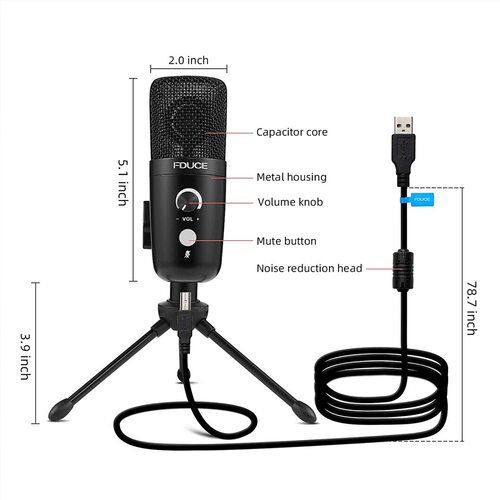 2.0 inch
Capacitor core
5.1 inch
FDUCE
Metal housing
Volume knob
- VOL +
Mute button
Noise reduction head
FDUCE
78.7 inch
3.9 inch